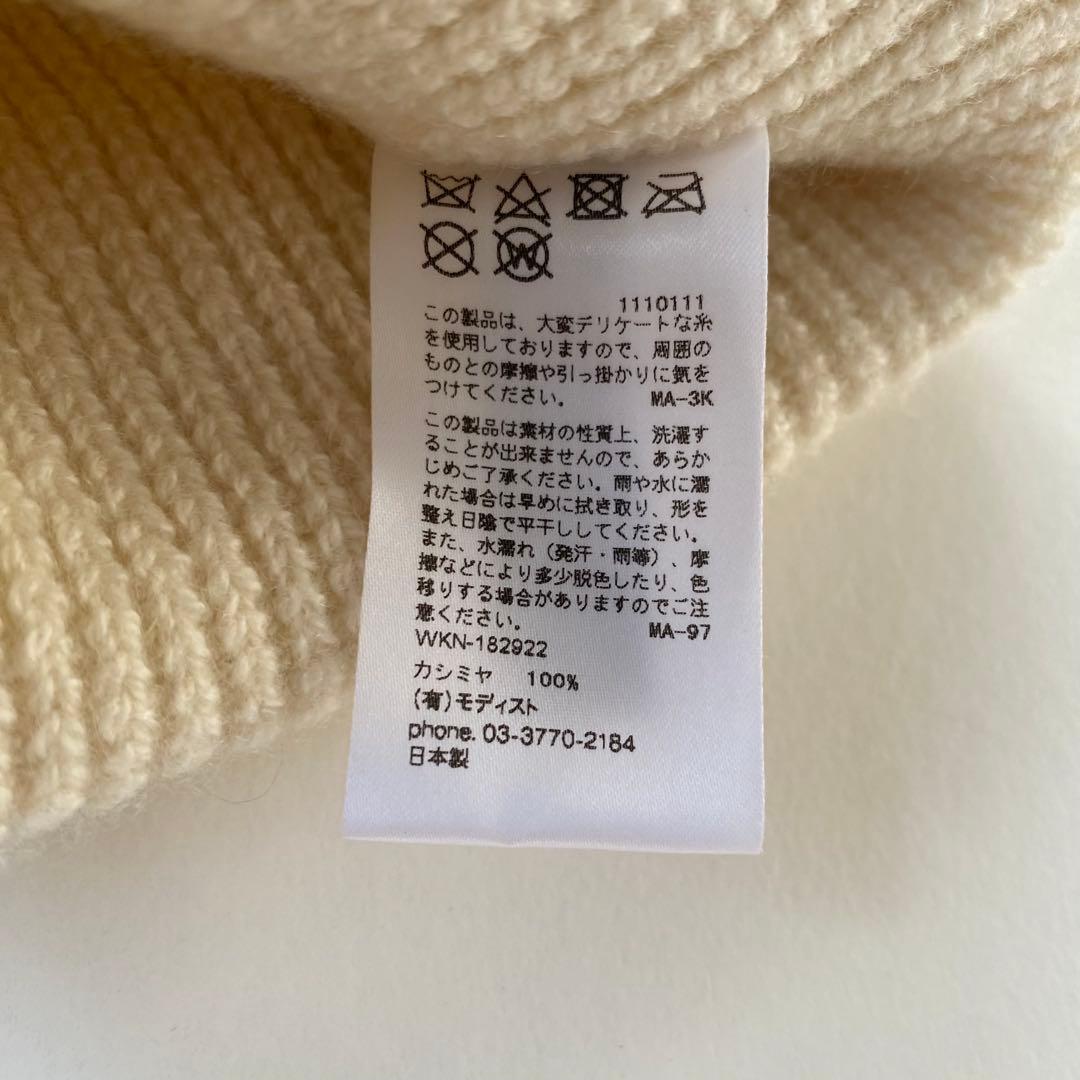 W
1110111
この製品は、大変デリケートな糸
を使用しておりますので、周囲の
ものとの摩擦や引っ掛かりに気を
つけてください。 MA-3K
この製品は素材の性質上、洗濯す
ることが出来ませんので、あらか
じめご了承ください。雨や水に濡
れた場合は早めに拭き取り、形を
整え日陰で平干ししてください。
また、水濡れ（発汗・雨等）、摩
擦などにより多少脱色したり、色
移りする場合がありますのでご注
意ください。 MA-97
WKN-182922
カシミヤ 100%
(有)モディスト
phone. 03-3770-2184
日本製